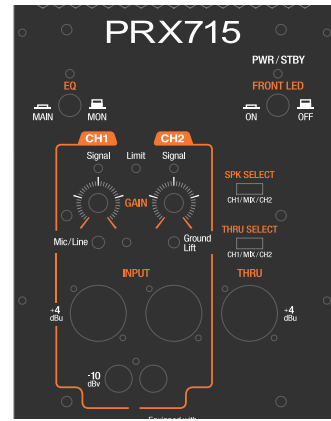 PRX715
PWR/STBY
EQ
FRONT LED
MAIN
MON
ON
OFF
CH1
CH2
Signal
Limit
Signal
SPK SELECT
GAIN
CH1/MIX/CH2
THRU SELECT
Mic/Line
Ground
Lift
CH1/MIX/CH2
INPUT
THRU
+4
dBu
+4
dBu
-10
dBv
Equipped with